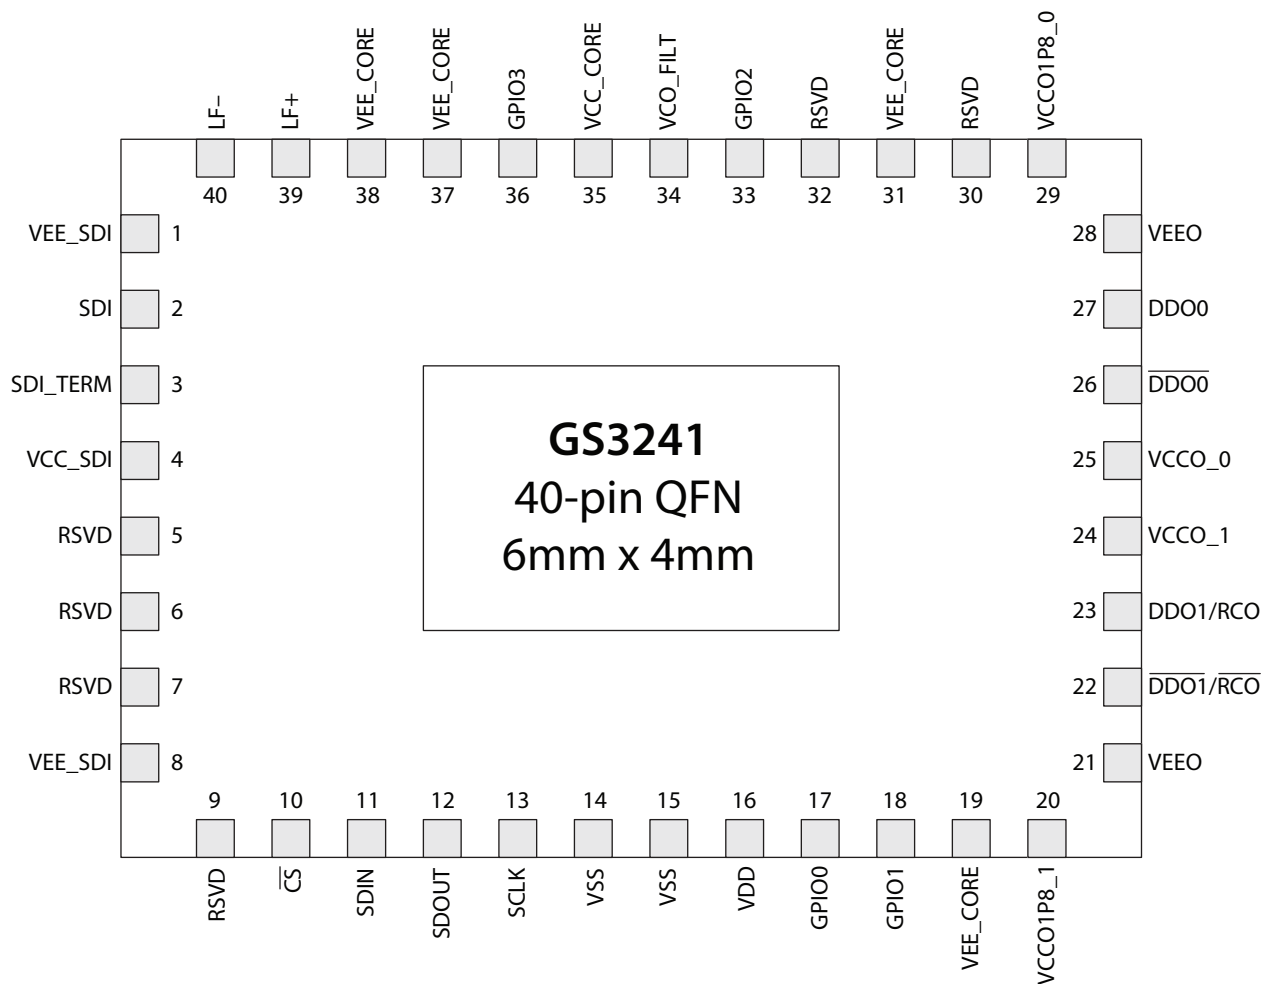 LF−
LF+
VEE_CORE
VEE_CORE
GPIO3
VCC_CORE
VCO_FILT
GPIO2
RSVD
VEE_CORE
RSVD
VCCO1P8_0
40 39 38 37 36 35 34 33 32 31 30 29
VEE_SDI 1
28 VEEO
SDI 2
27 DDO0
SDI_TERM 3
26 D̅D̅O̅0̅
VCC_SDI 4
25 VCCO_0
RSVD 5
24 VCCO_1
RSVD 6
23 DDO1/RCO
RSVD 7
22 D̅D̅O̅1̅/R̅C̅O̅
VEE_SDI 8
21 VEEO
GS3241
40-pin QFN
6mm x 4mm
9 10 11 12 13 14 15 16 17 18 19 20
RSVD
C̅S̅
SDIN
SDOUT
SCLK
VSS
VSS
VDD
GPIO0
GPIO1
VEE_CORE
VCCO1P8_1